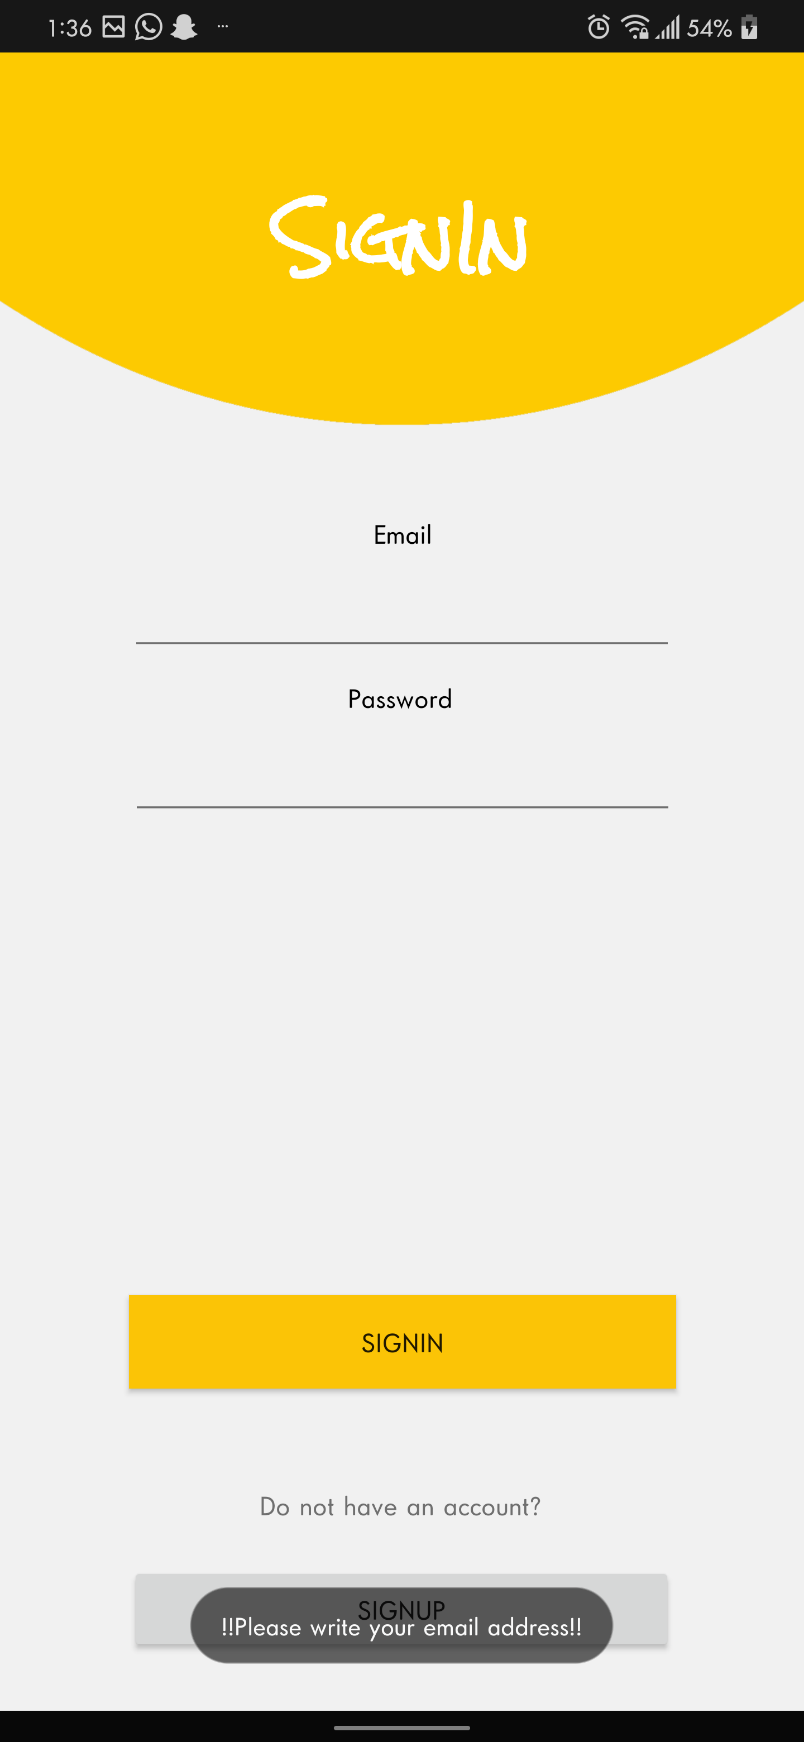 1:36 ... 54%
SIGNIN
Email
Password
SIGNIN
Do not have an account?
SIGNUP
!!Please write your email address!!